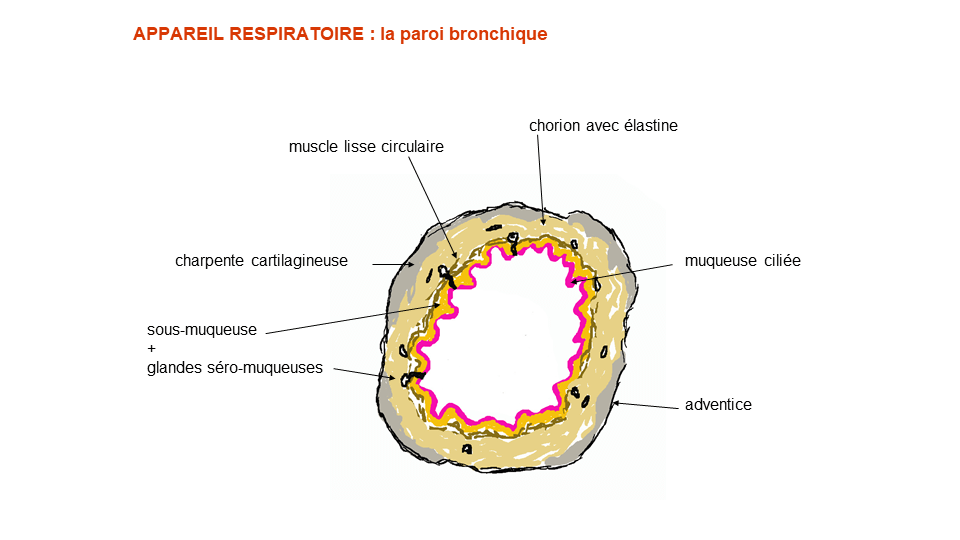 APPAREIL RESPIRATOIRE : la paroi bronchique
chorion avec élastine
muscle lisse circulaire
charpente cartilagineuse
muqueuse ciliée
sous-muqueuse
+
glandes séro-muqueuses
adventice